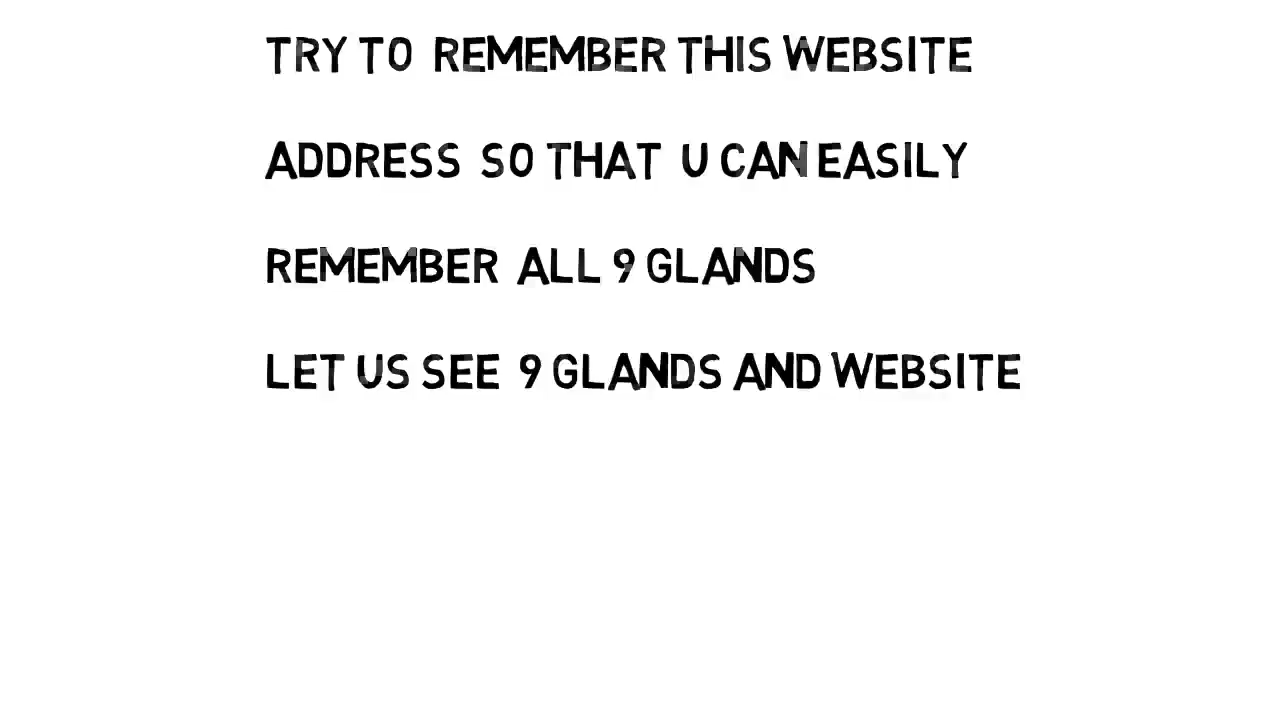 TRY TO REMEMBER THIS WEBSITE
ADDRESS SO THAT U CAN EASILY
REMEMBER ALL 9 GLANDS
LET US SEE 9 GLANDS AND WEBSITE